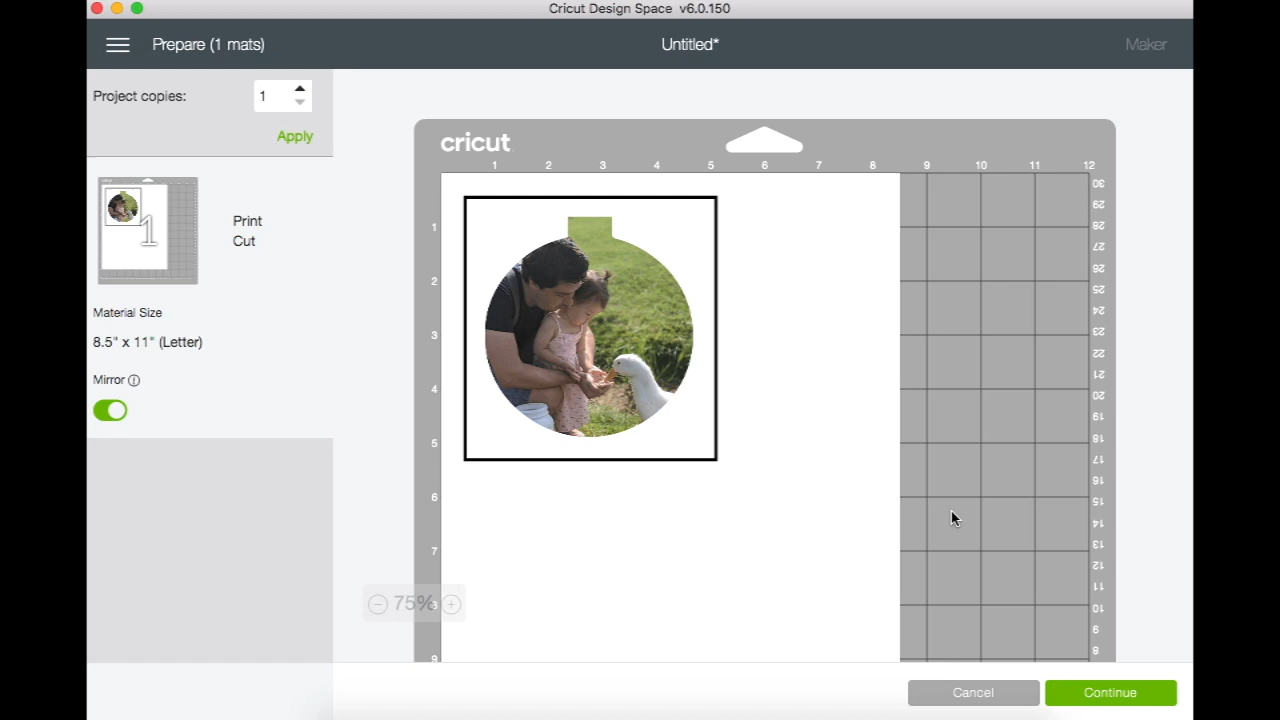 Cricut Design Space v6.0.150
Prepare (1 mats)
Untitled*
Maker
Project copies:
1
Apply
1
Print
Cut
Material Size
8.5" x 11" (Letter)
Mirror
cricut
1 2 3 4 5 6 7 8 9 10 11 12
1
2
3
4
5
6
7
8
9
30
29
28
27
26
25
24
23
22
21
20
19
18
17
16
15
14
13
12
11
10
9
8
75%
Cancel
Continue